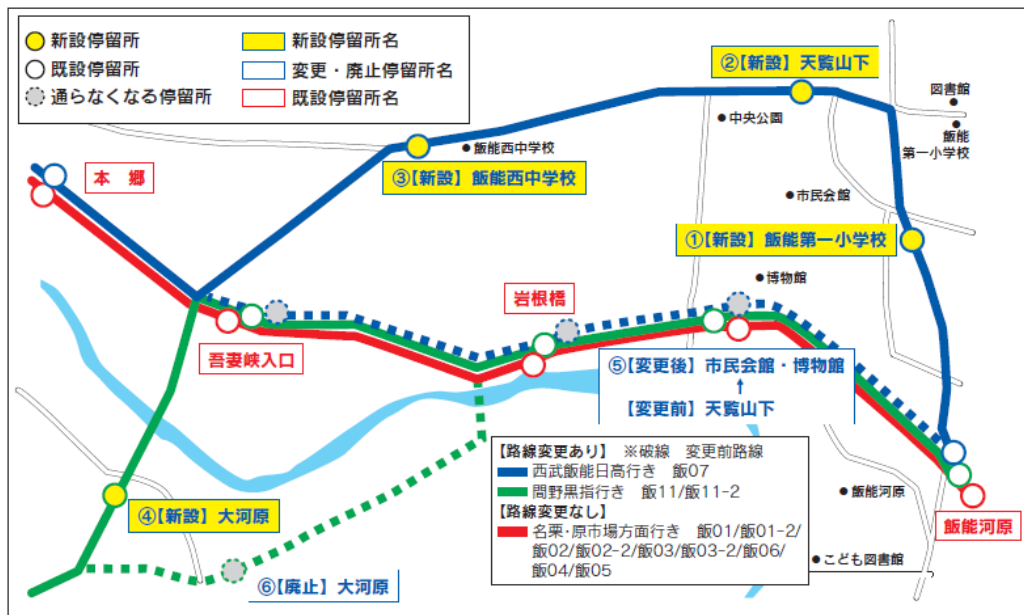 新設停留所
既設停留所
通らなくなる停留所
新設停留所名
変更・廃止停留所名
既設停留所名
②【新設】天覧山下
図書館
中央公園
飯能
第一小学校
飯能西中学校
③【新設】飯能西中学校
本　郷
市民会館
①【新設】飯能第一小学校
博物館
岩根橋
吾妻峡入口
⑤【変更後】市民会館・博物館
↑
【変更前】天覧山下
【路線変更あり】　※破線　変更前路線
西武飯能日高行き　飯07
間野黒指行き　飯11/飯11-2
【路線変更なし】
名栗・原市場方面行き　飯01/飯01-2/
飯02/飯02-2/飯03/飯03-2/飯06/
飯04/飯05
飯能河原
飯能河原
こども図書館
④【新設】大河原
⑥【廃止】大河原